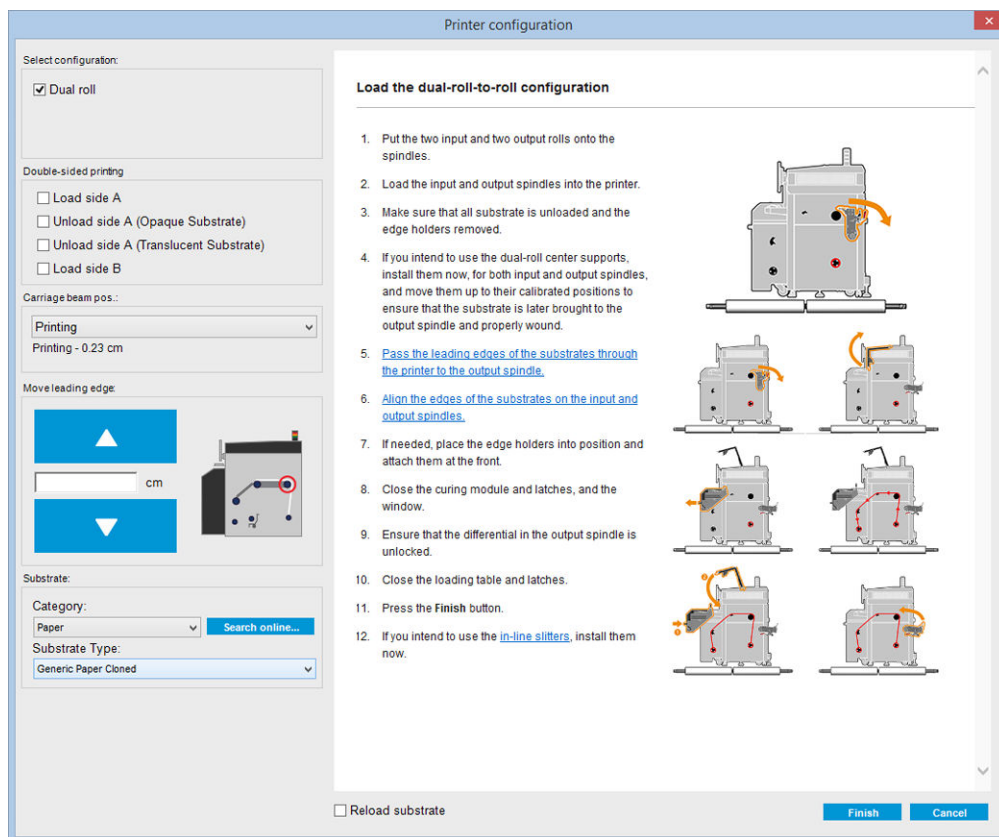 Printer configuration
Select configuration:
Dual roll
Double-sided printing
Load side A
Unload side A (Opaque Substrate)
Unload side A (Translucent Substrate)
Load side B
Carriage beam pos.:
Printing
Printing - 0.23 cm
Move leading edge:
cm
Substrate:
Category:
Paper
Search online...
Substrate Type:
Generic Paper Cloned
Load the dual-roll-to-roll configuration
1. Put the two input and two output rolls onto the
spindles.
2. Load the input and output spindles into the printer.
3. Make sure that all substrate is unloaded and the
edge holders removed.
4. If you intend to use the dual-roll center supports,
install them now, for both input and output spindles,
and move them up to their calibrated positions to
ensure that the substrate is later brought to the
output spindle and properly wound.
5. Pass the leading edges of the substrates through
the printer to the output spindle.
6. Align the edges of the substrates on the input and
output spindles.
7. If needed, place the edge holders into position and
attach them at the front.
8. Close the curing module and latches, and the
window.
9. Ensure that the differential in the output spindle is
unlocked.
10. Close the loading table and latches.
11. Press the Finish button.
12. If you intend to use the in-line slitters, install them
now.
Reload substrate
Finish
Cancel